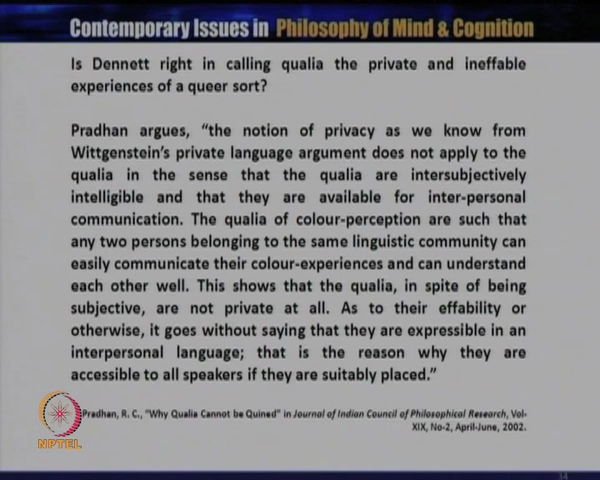 Contemporary Issues in Philosophy of Mind & Cognition
Is Dennett right in calling qualia the private and ineffable
experiences of a queer sort?
Pradhan argues, “the notion of privacy as we know from
Wittgenstein’s private language argument does not apply to the
qualia in the sense that the qualia are intersubjectively
intelligible and that they are available for inter-personal
communication. The qualia of colour-perception are such that
any two persons belonging to the same linguistic community can
easily communicate their colour-experiences and can understand
each other well. This shows that the qualia, in spite of being
subjective, are not private at all. As to their effability or
otherwise, it goes without saying that they are expressible in an
interpersonal language; that is the reason why they are
accessible to all speakers if they are suitably placed.”
Pradhan, R. C., “Why Qualia Cannot be Quined” in Journal of Indian Council of Philosophical Research, Vol-
XIX, No-2, April-June, 2002.
NPTEL
34